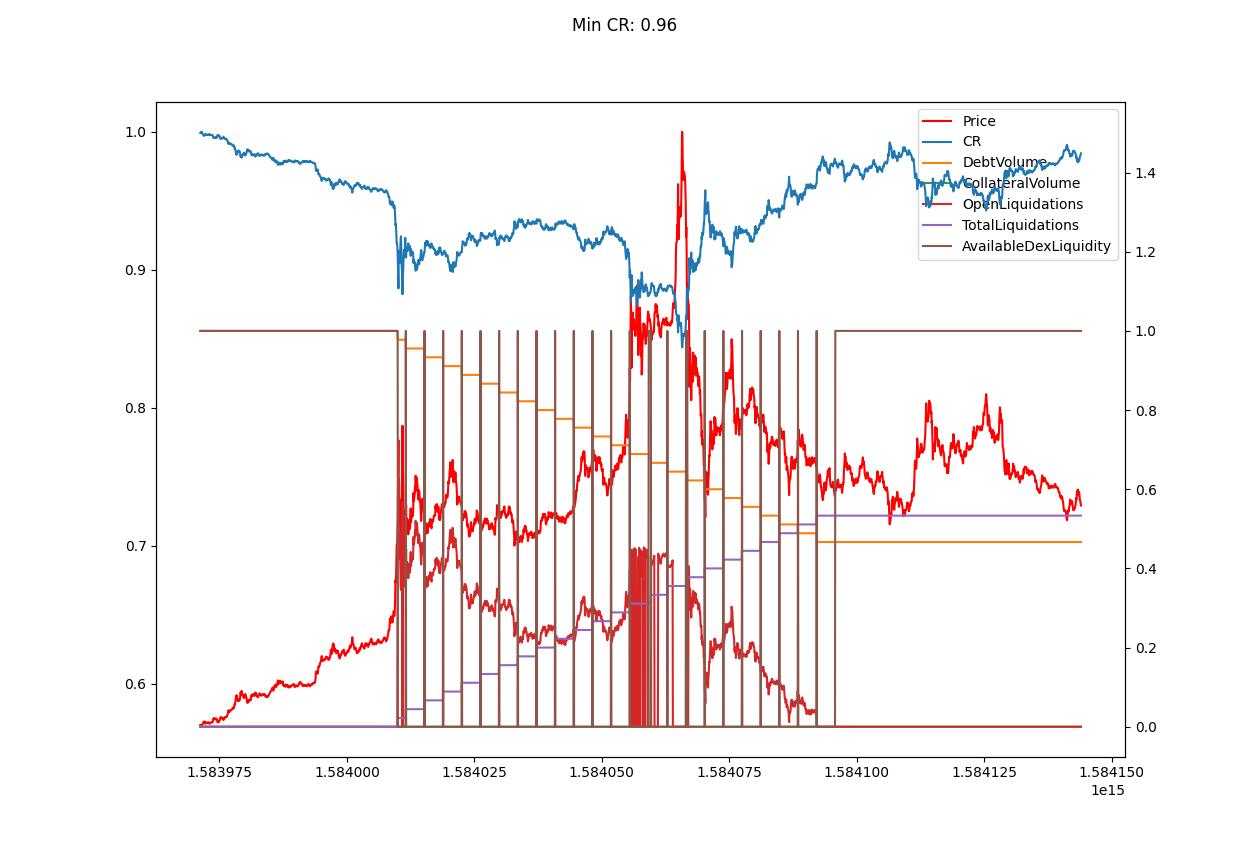 Min CR: 0.96
1.0
0.9
0.8
0.7
0.6
Price
CR
DebtVolume
CollateralVolume
OpenLiquidations
TotalLiquidations
AvailableDexLiquidity
1.4
1.2
1.0
0.8
0.6
0.4
0.2
0.0
1.583975 1.584000 1.584025 1.584050 1.584075 1.584100 1.584125 1.584150
1e15